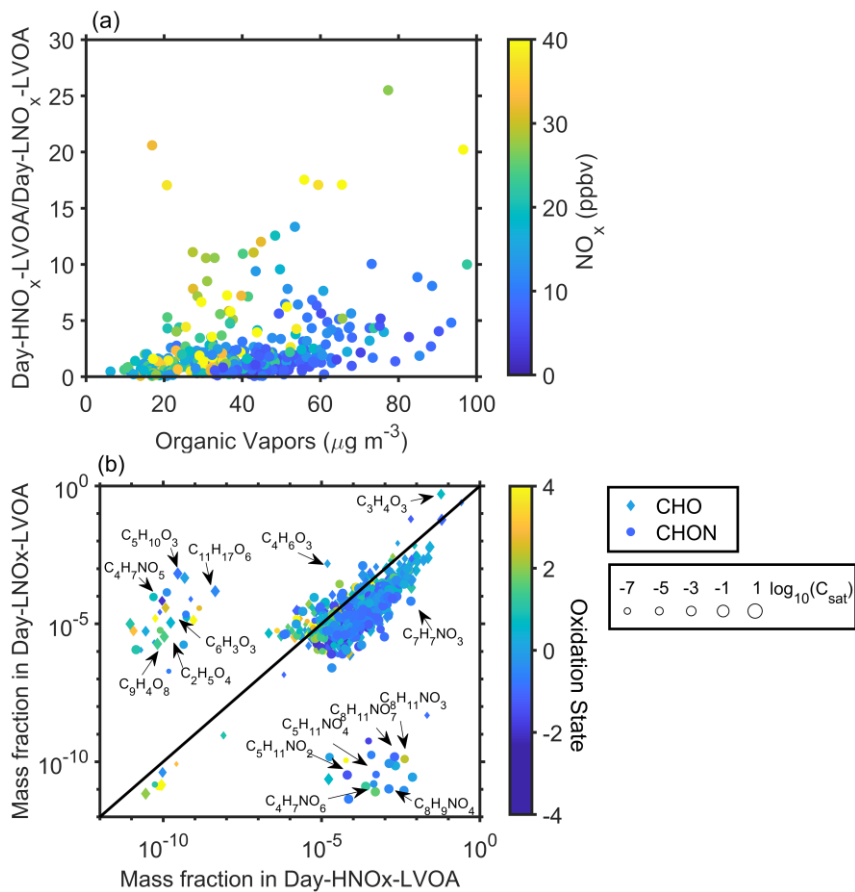 (a)
30
25
20
15
10
5
0
Day-HNOx-LVOA/Day-LNOx-LVOA
0 20 40 60 80 100
Organic Vapors (μg m⁻³)
40
30
20
10
0
NOx (ppbv)
(b)
10⁰
10⁻⁵
10⁻¹⁰
Mass fraction in Day-LNOx-LVOA
10⁻¹⁰ 10⁻⁵ 10⁰
Mass fraction in Day-HNOx-LVOA
C₃H₄O₃
C₅H₁₀O₃
C₄H₆O₃
C₁₁H₁₇O₆
C₄H₇NO₅
C₆H₃O₃
C₇H₇NO₃
C₂H₅O₄
C₉H₄O₈
C₈H₁₁NO₃
C₈H₁₁NO₇
C₅H₁₁NO₄
C₅H₁₁NO₂
C₄H₇NO₆
C₈H₉NO₄
4
2
0
-2
-4
Oxidation State
CHO
CHON
-7 -5 -3 -1 1 log₁₀(Csat)